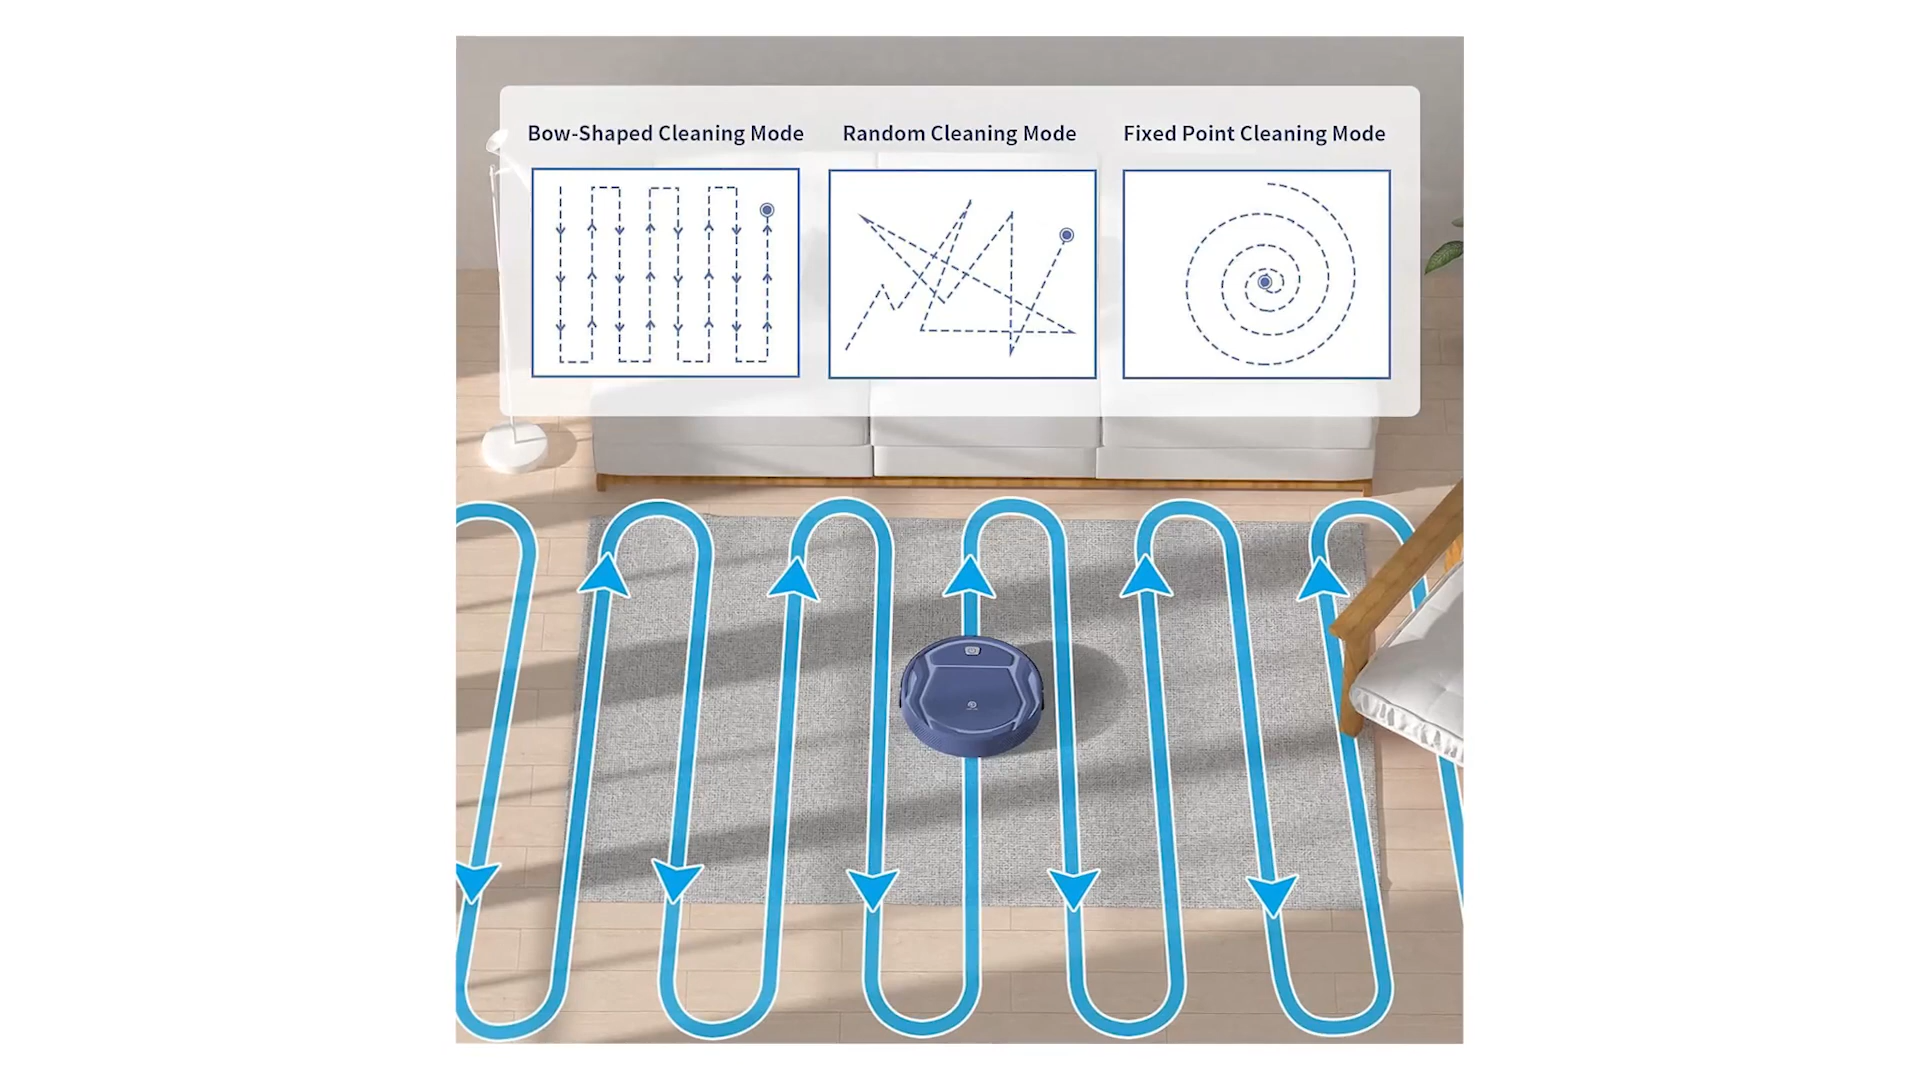 Bow-Shaped Cleaning Mode
Random Cleaning Mode
Fixed Point Cleaning Mode